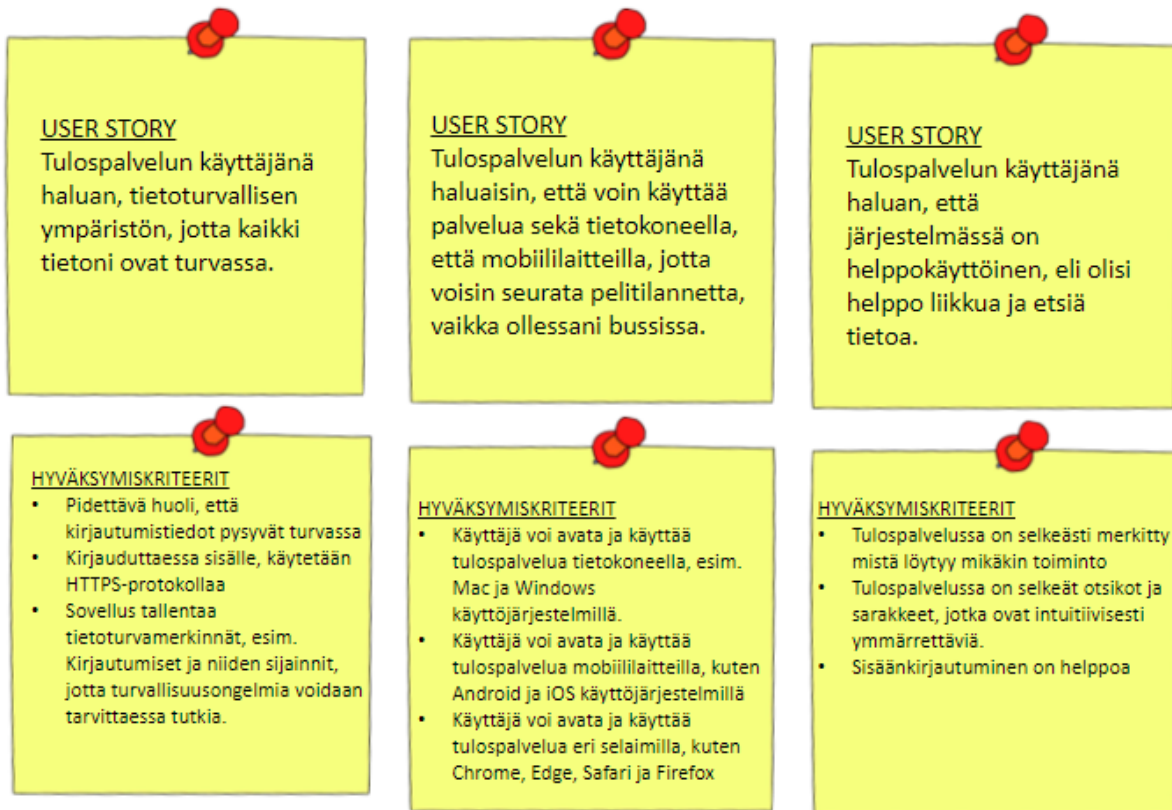 USER STORY
Tulospalvelun käyttäjänä
haluan, tietoturvallisen
ympäristön, jotta kaikki
tietoni ovat turvassa.
USER STORY
Tulospalvelun käyttäjänä
haluaisin, että voin käyttää
palvelua sekä tietokoneella,
että mobiililaitteilla, jotta
voisin seurata pelitilannetta,
vaikka ollessani bussissa.
USER STORY
Tulospalvelun käyttäjänä
haluan, että
järjestelmässä on
helppokäyttöinen, eli olisi
helppo liikkua ja etsiä
tietoa.
HYVÄKSYMISKRITEERIT
• Pidettävä huoli, että
kirjautumistiedot pysyvät turvassa
• Kirjauduttaessa sisälle, käytetään
HTTPS-protokollaa
• Sovellus tallentaa
tietoturvamerkinnät, esim.
Kirjautumiset ja niiden sijainnit,
jotta turvallisuusongelmia voidaan
tarvittaessa tutkia.
HYVÄKSYMISKRITEERIT
• Käyttäjä voi avata ja käyttää
tulospalvelua tietokoneella, esim.
Mac ja Windows
käyttöjärjestelmillä.
• Käyttäjä voi avata ja käyttää
tulospalvelua mobiililaitteilla, kuten
Android ja iOS käyttöjärjestelmillä
• Käyttäjä voi avata ja käyttää
tulospalvelua eri selaimilla, kuten
Chrome, Edge, Safari ja Firefox
HYVÄKSYMISKRITEERIT
• Tulospalvelussa on selkeästi merkitty
mistä löytyy mikäkin toiminto
• Tulospalvelussa on selkeät otsikot ja
sarakkeet, jotka ovat intuitiivisesti
ymmärrettäviä.
• Sisäänkirjautuminen on helppoa